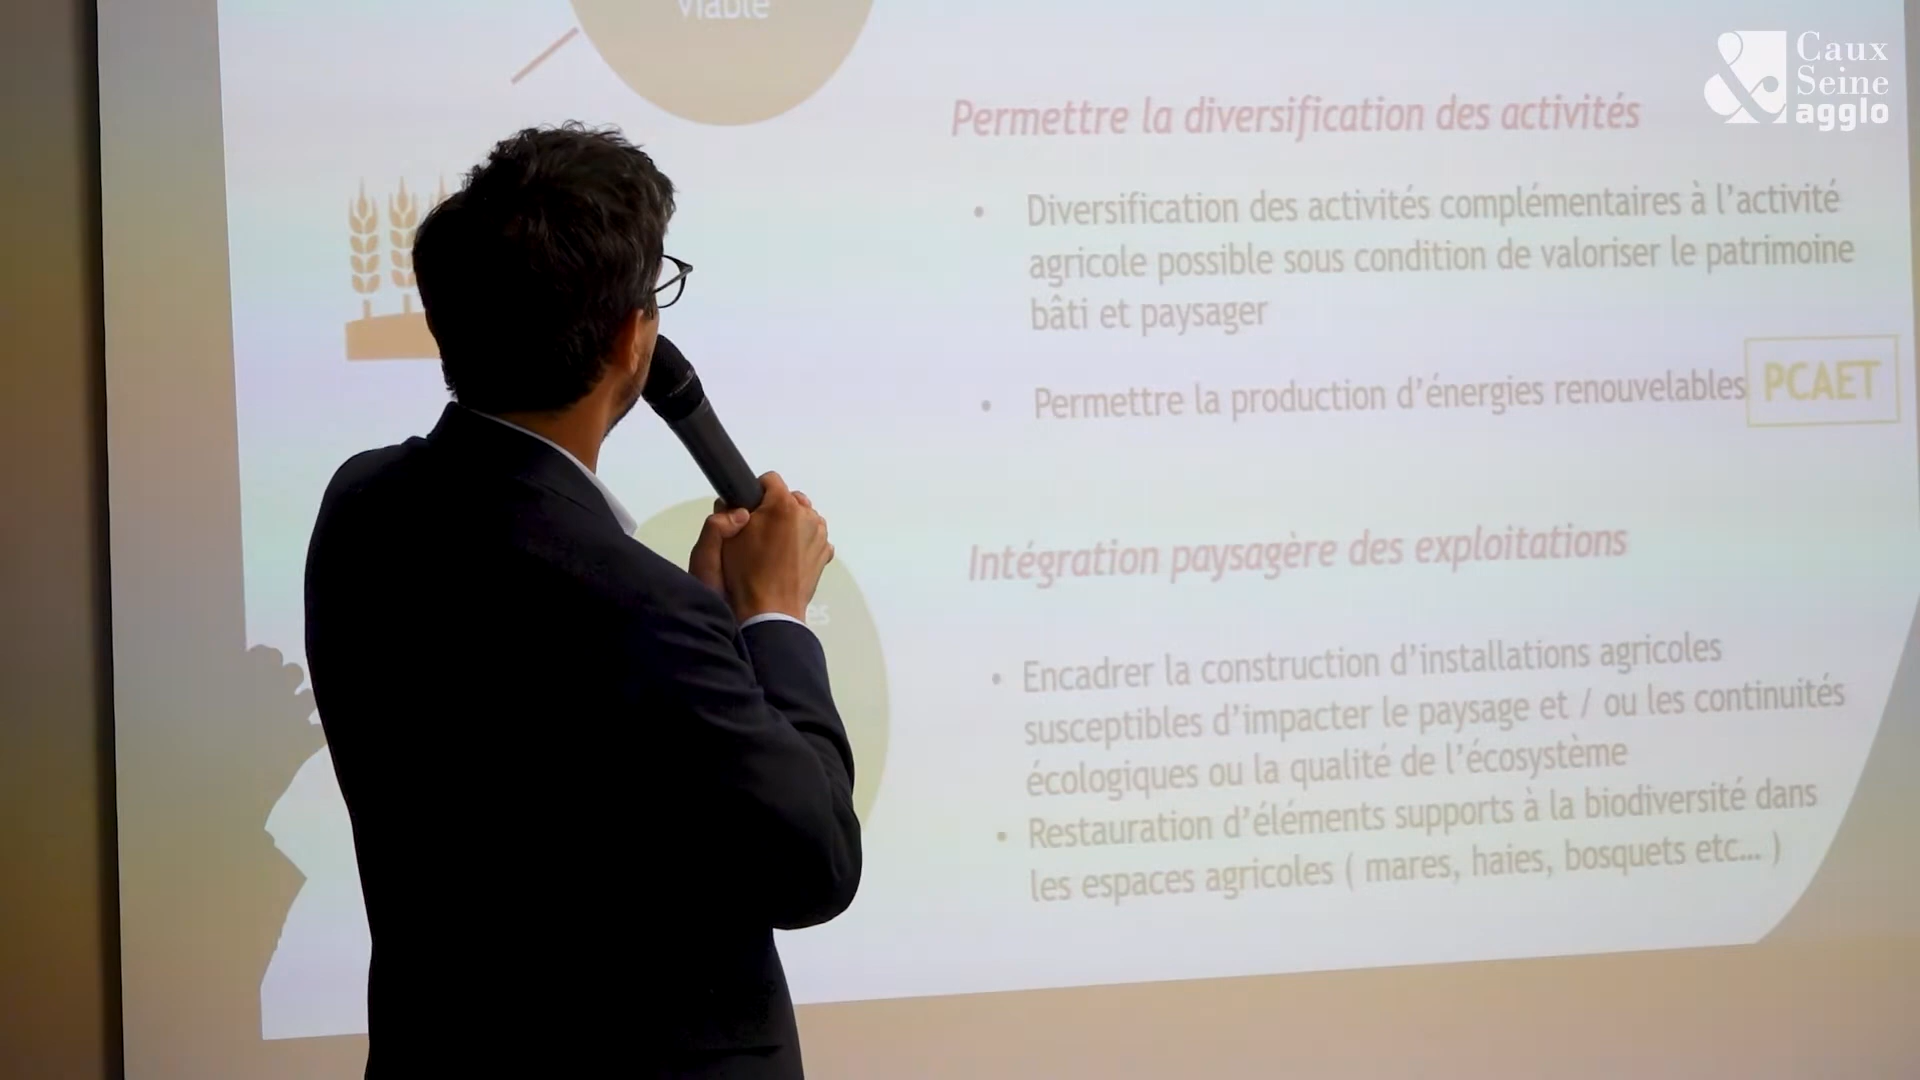 viable
Caux
Seine
agglo
Permettre la diversification des activités
• Diversification des activités complémentaires à l'activité
agricole possible sous condition de valoriser le patrimoine
bâti et paysager
• Permettre la production d'énergies renouvelables PCAET
Intégration paysagère des exploitations
• Encadrer la construction d'installations agricoles
susceptibles d'impacter le paysage et / ou les continuités
écologiques ou la qualité de l'écosystème
• Restauration d'éléments supports à la biodiversité dans
les espaces agricoles ( mares, haies, bosquets etc... )